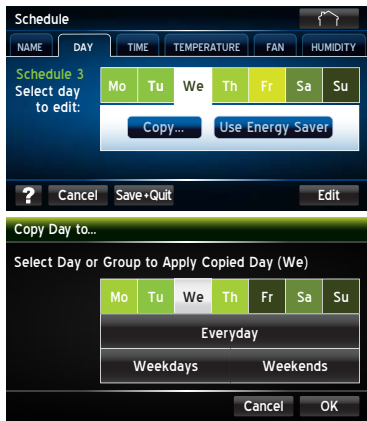 Schedule
NAME DAY TIME TEMPERATURE FAN HUMIDITY
Schedule 3
Select day
to edit:
Mo Tu We Th Fr Sa Su
Copy... Use Energy Saver
? Cancel Save+Quit Edit
Copy Day to...
Select Day or Group to Apply Copied Day (We)
Mo Tu We Th Fr Sa Su
Everyday
Weekdays Weekends
Cancel OK